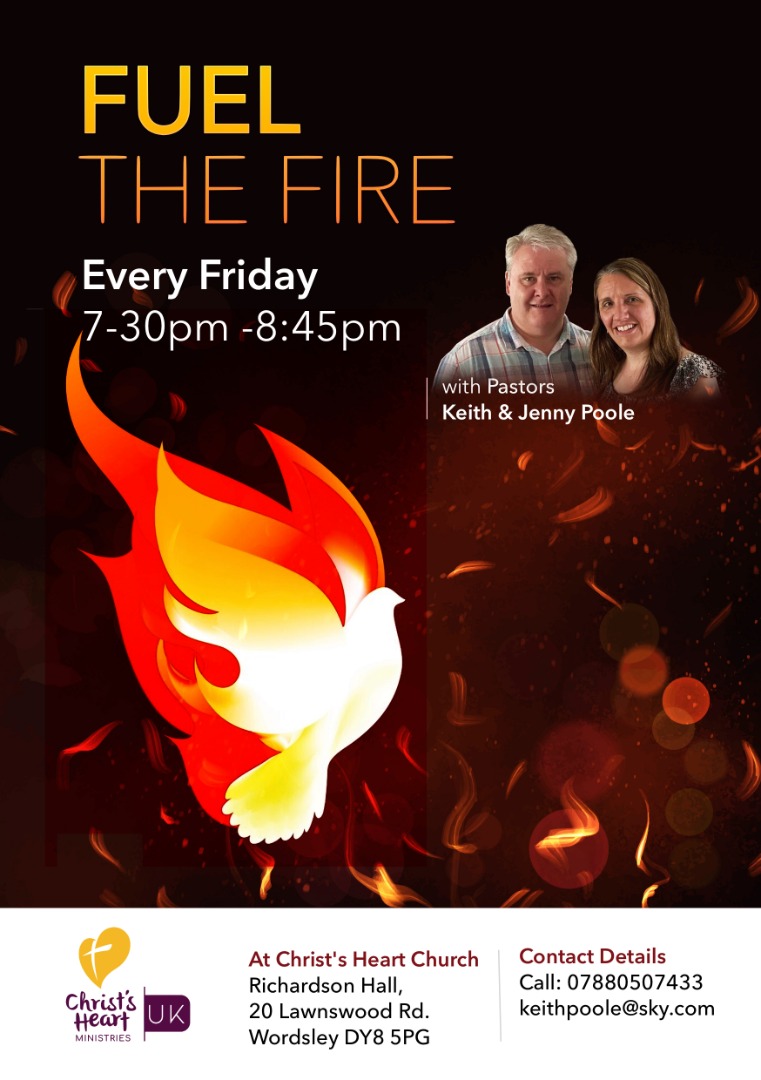 FUEL
THE FIRE
Every Friday
7-30pm -8:45pm
with Pastors
Keith & Jenny Poole
Christ's
Heart
MINISTRIES
UK
At Christ's Heart Church
Richardson Hall,
20 Lawnswood Rd.
Wordsley DY8 5PG
Contact Details
Call: 07880507433
keithpoole@sky.com